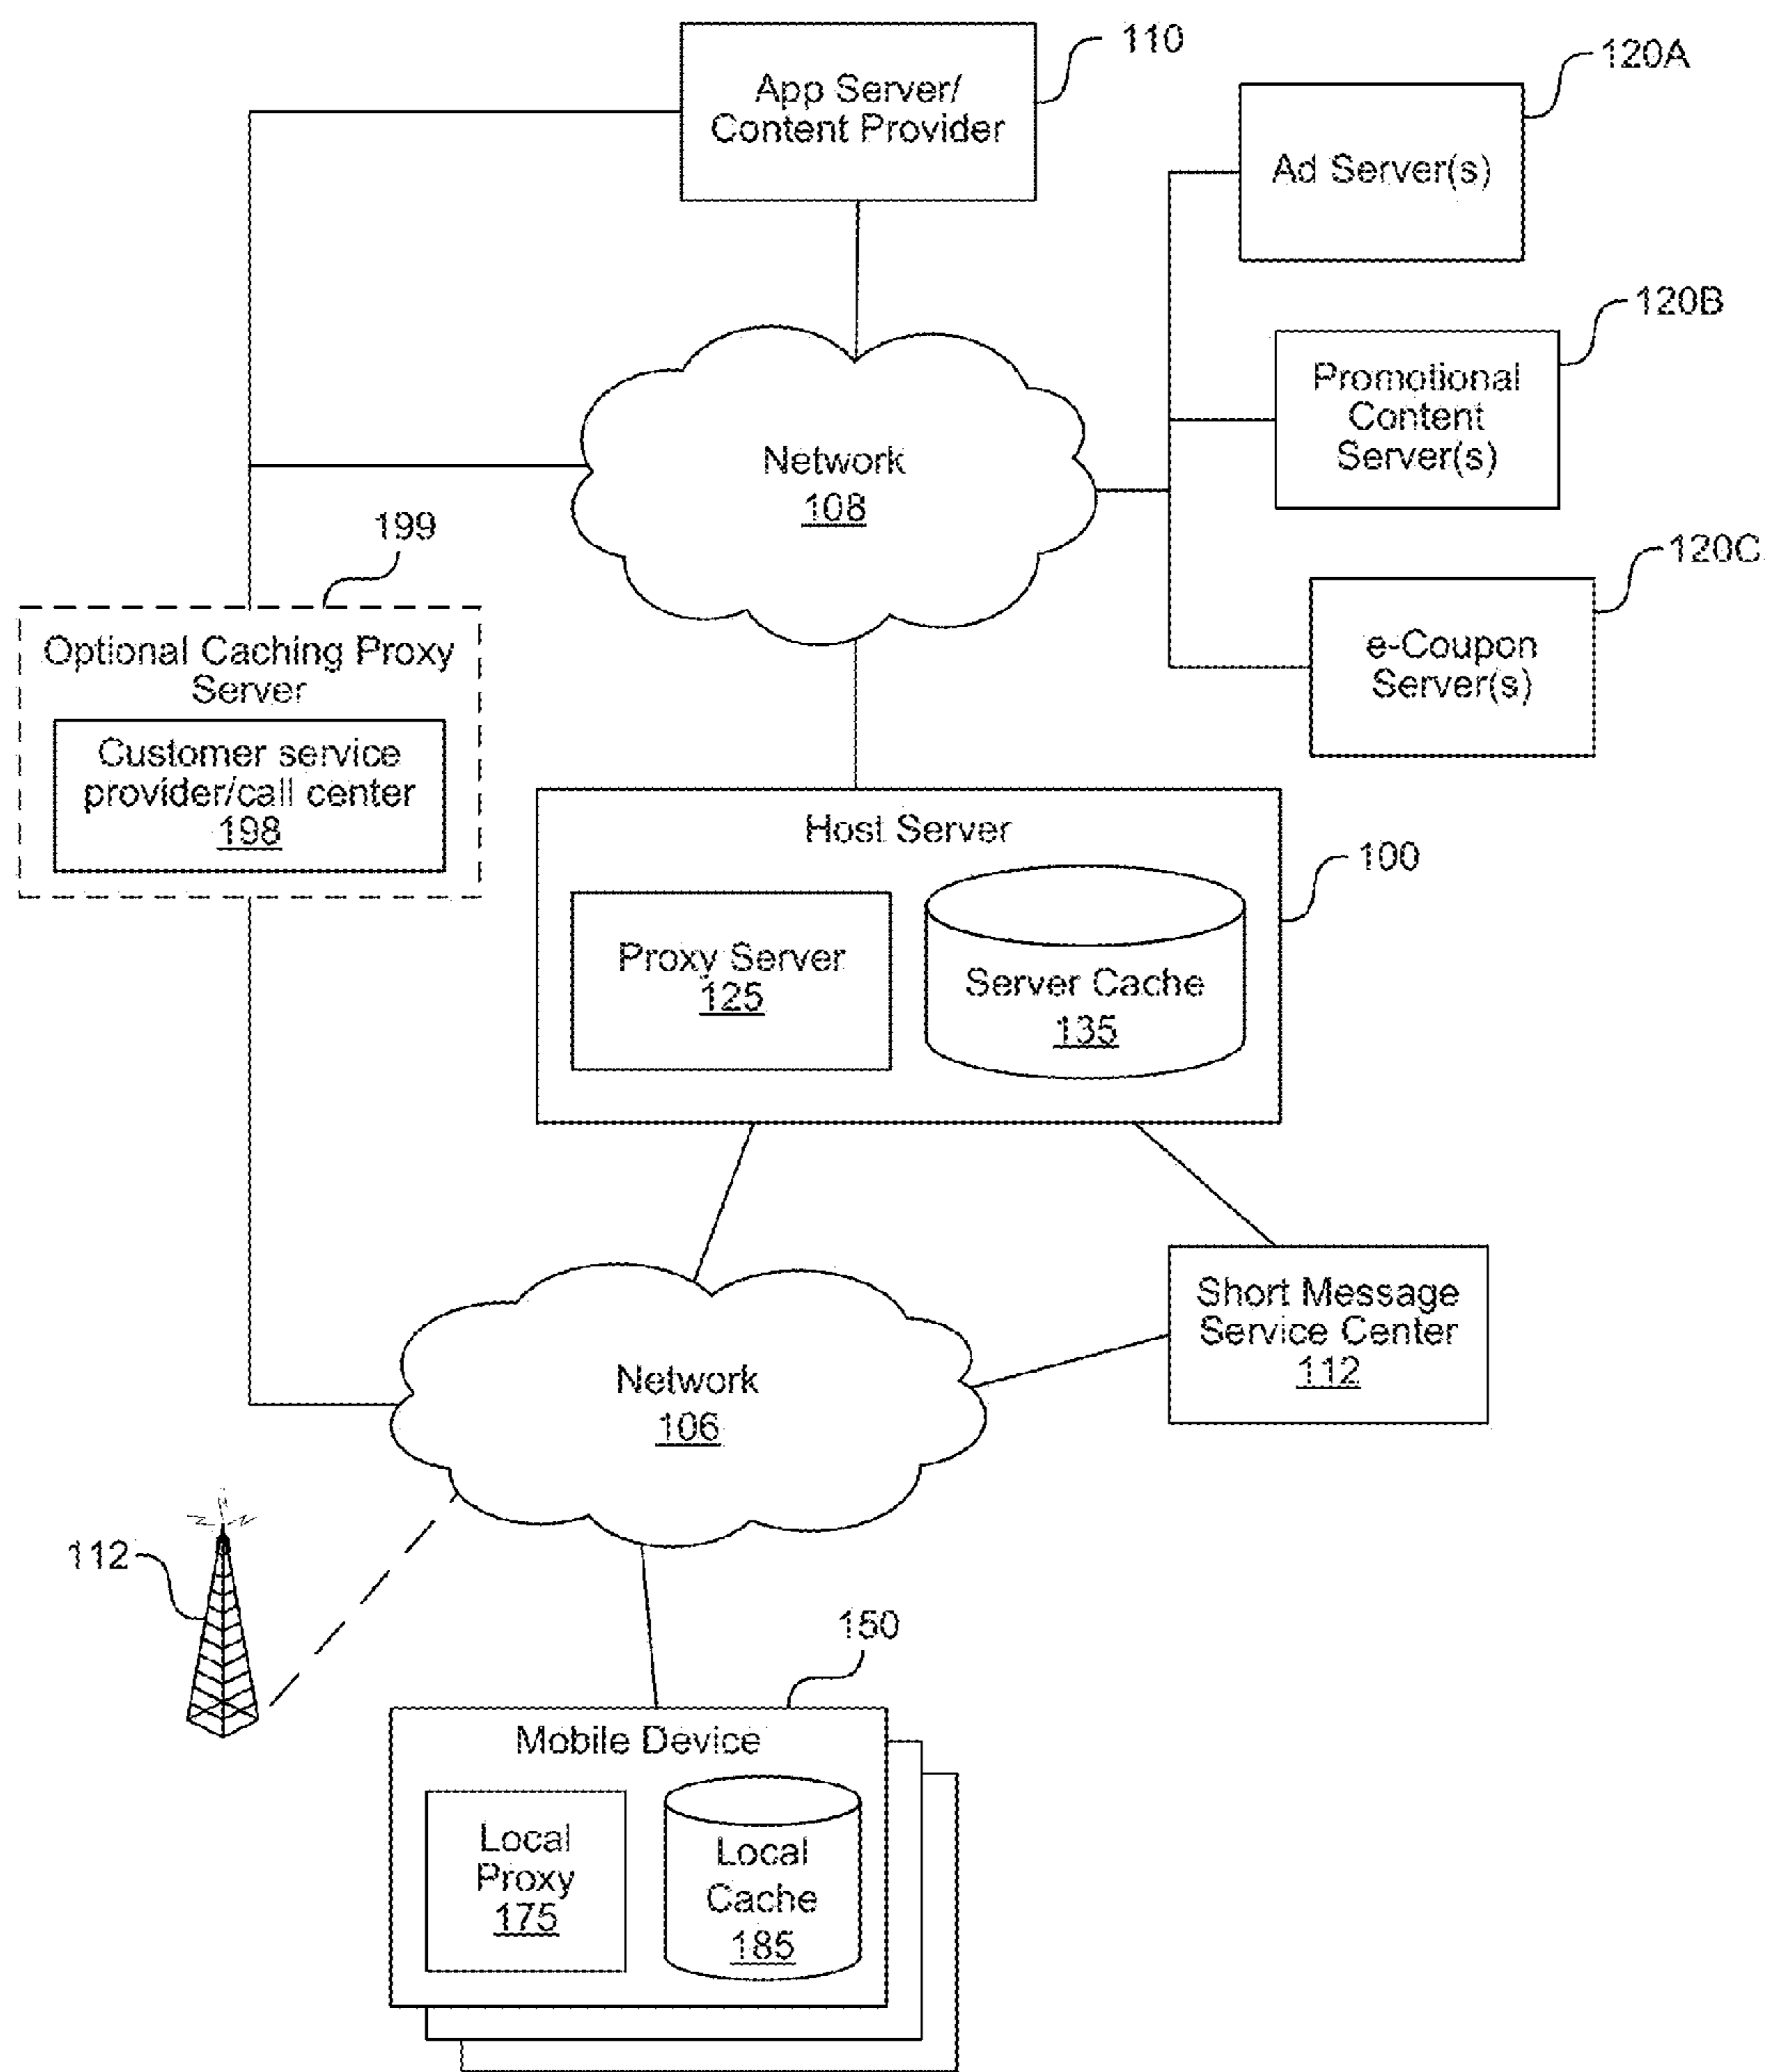 App Server/
Content Provider
110
120A
Ad Server(s)
120B
Promotional
Content
Server(s)
Network
108
120C
e-Coupon
Server(s)
199
Optional Caching Proxy
Server
Customer service
provider/call center
198
Host Server
100
Proxy Server
125
Server Cache
135
Short Message
Service Center
112
Network
106
112
150
Mobile Device
Local
Proxy
175
Local
Cache
185